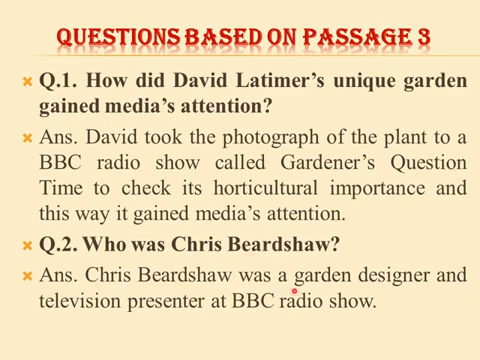 QUESTIONS BASED ON PASSAGE 3
Q.1. How did David Latimer's unique garden
gained media's attention?
Ans. David took the photograph of the plant to a
BBC radio show called Gardener's Question
Time to check its horticultural importance and
this way it gained media's attention.
Q.2. Who was Chris Beardshaw?
Ans. Chris Beardshaw was a garden designer and
television presenter at BBC radio show.